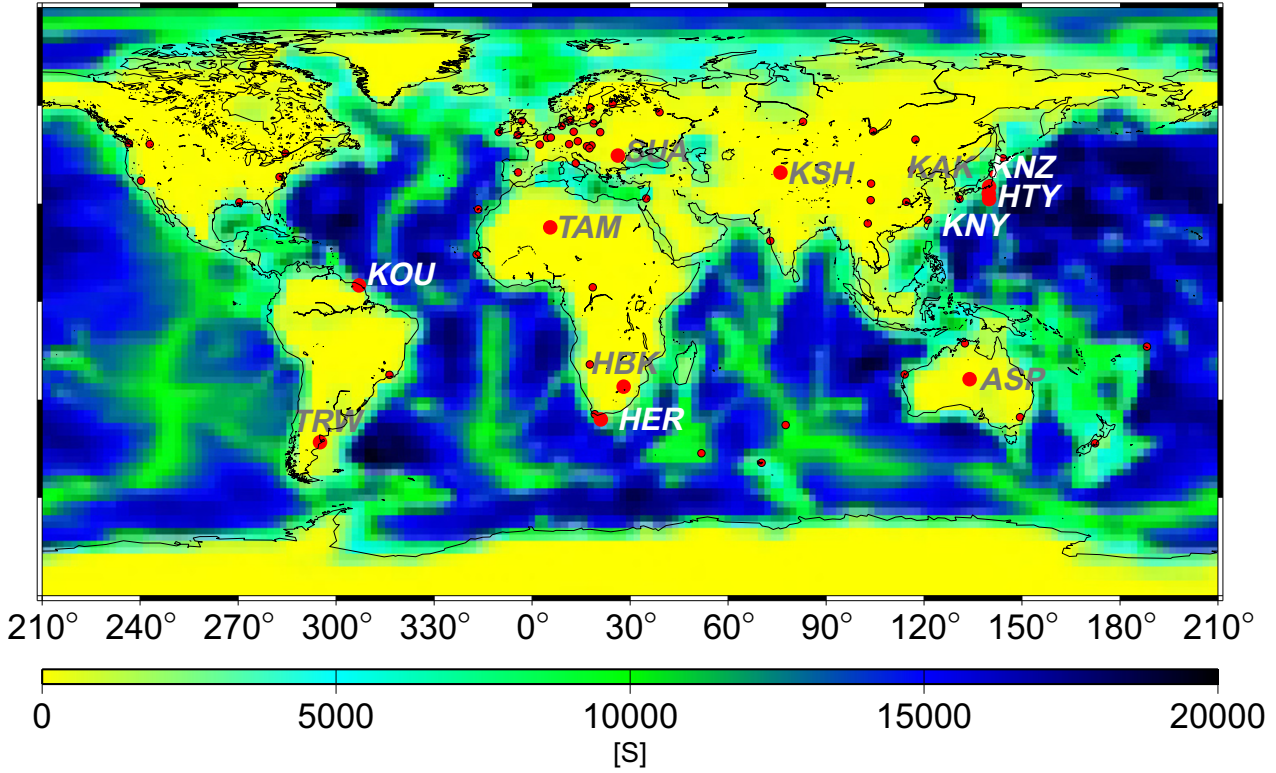 SUA
KSH
KAK
KNZ
HTY
KNY
TAM
KOU
HBK
ASP
HER
TRW
210° 240° 270° 300° 330° 0° 30° 60° 90° 120° 150° 180° 210°
0 5000 10000 15000 20000
[S]